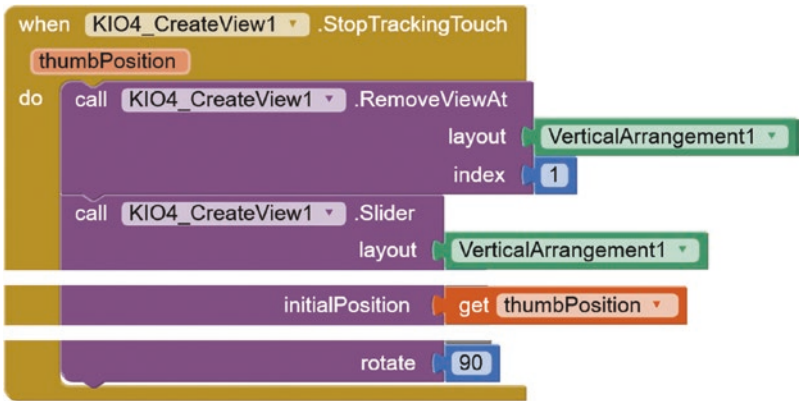 when KIO4_CreateView1 .StopTrackingTouch
thumbPosition
do call KIO4_CreateView1 .RemoveViewAt
layout VerticalArrangement1
index 1
call KIO4_CreateView1 .Slider
layout VerticalArrangement1
initialPosition get thumbPosition
rotate 90